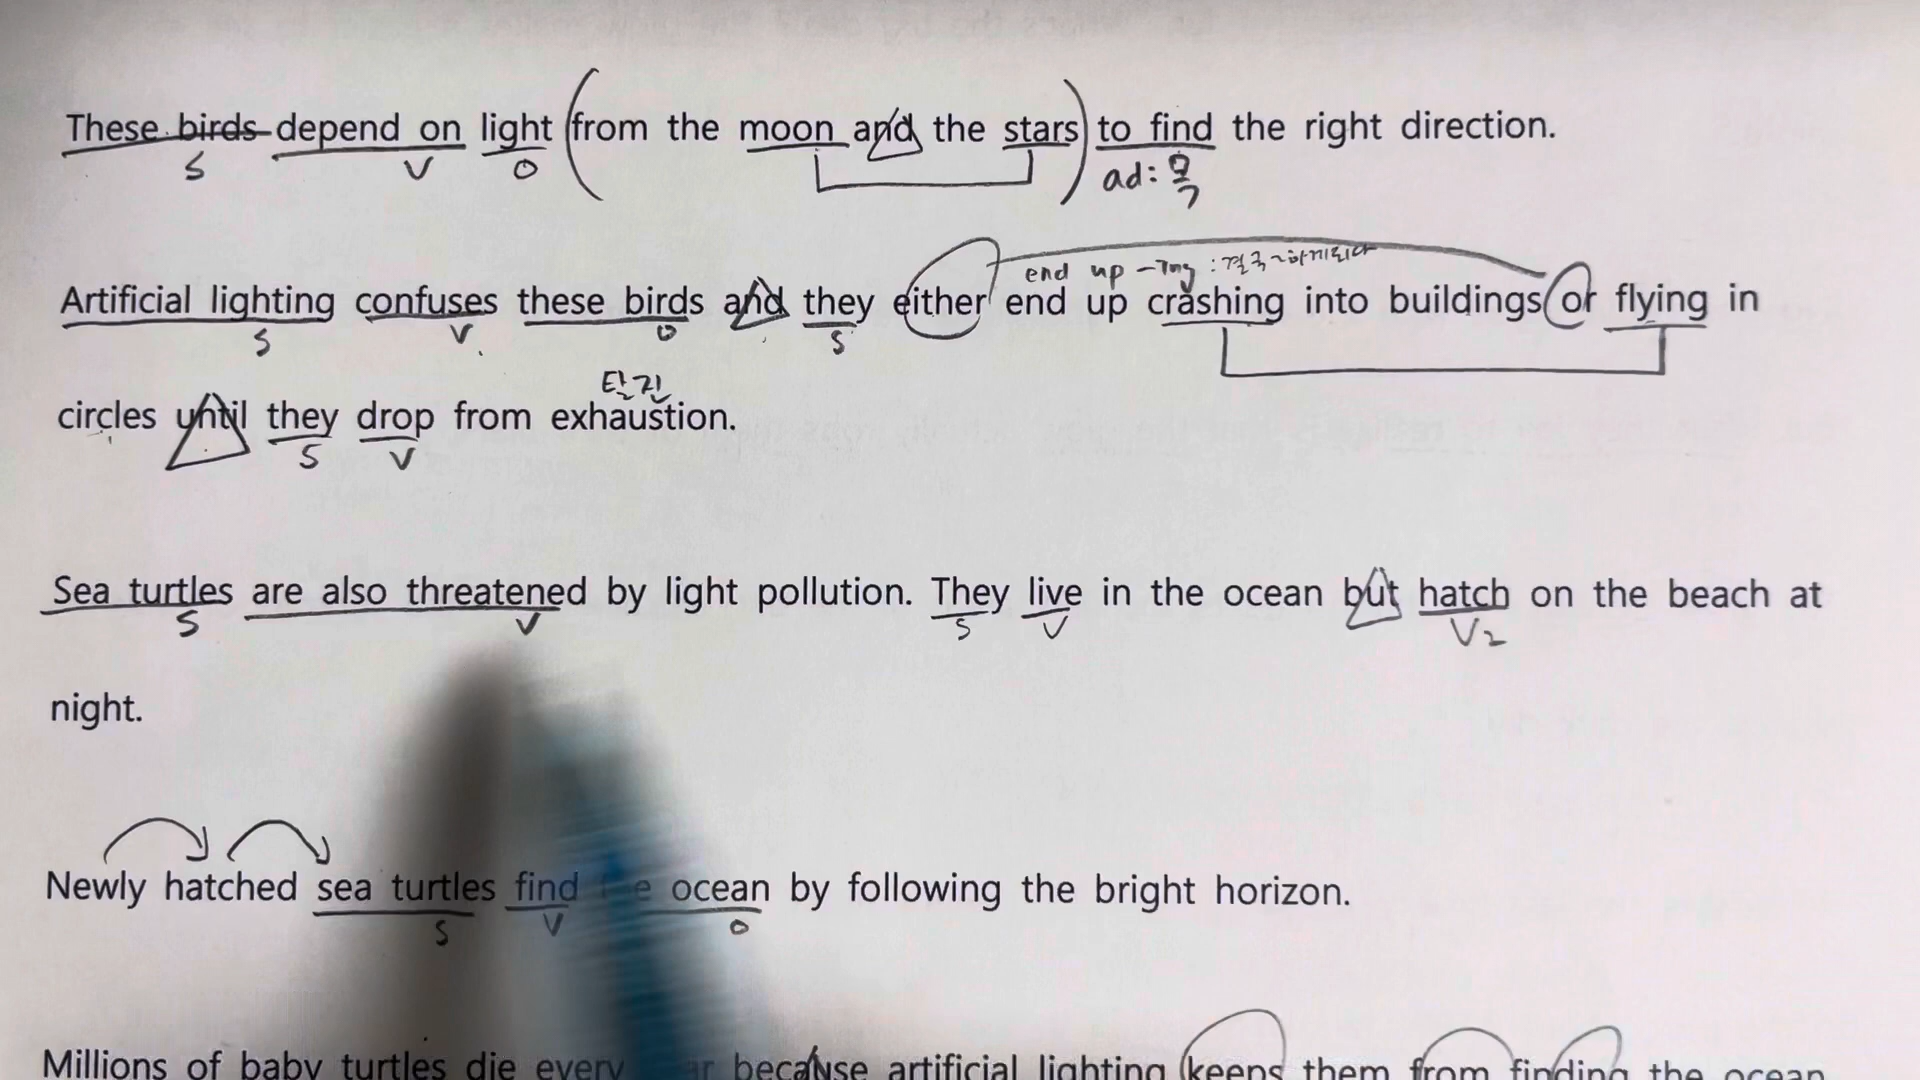 These birds depend on light (from the moon and the stars) to find the right direction.
S V O ad: 목
end up -ing : 결국 ~하게되다
Artificial lighting confuses these birds and they either end up crashing into buildings or flying in
S V O S
탈진
circles until they drop from exhaustion.
S V
Sea turtles are also threatened by light pollution. They live in the ocean but hatch on the beach at
S V S V V2
night.
Newly hatched sea turtles find ocean by following the bright horizon.
S V O
Millions of baby turtles die every because artificial lighting keeps them from finding the ocean